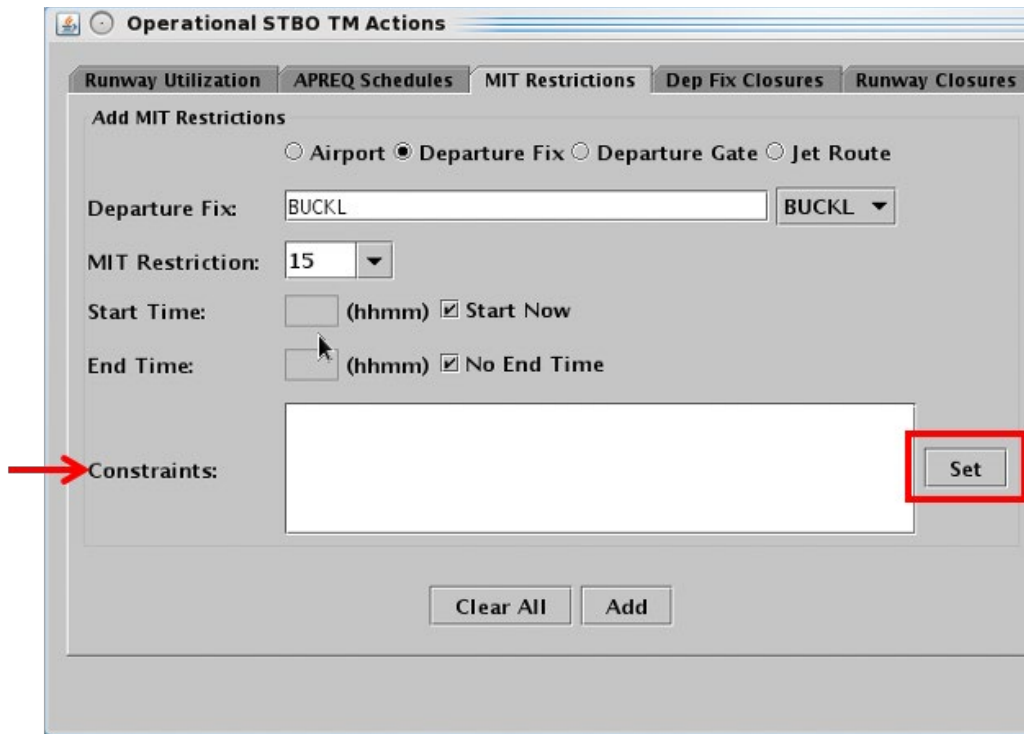 Operational STBO TM Actions
Runway Utilization APREQ Schedules MIT Restrictions Dep Fix Closures Runway Closures
Add MIT Restrictions
Airport Departure Fix Departure Gate Jet Route
Departure Fix: BUCKL BUCKL
MIT Restriction: 15
Start Time: (hhmm) Start Now
End Time: (hhmm) No End Time
Constraints: Set
Clear All Add